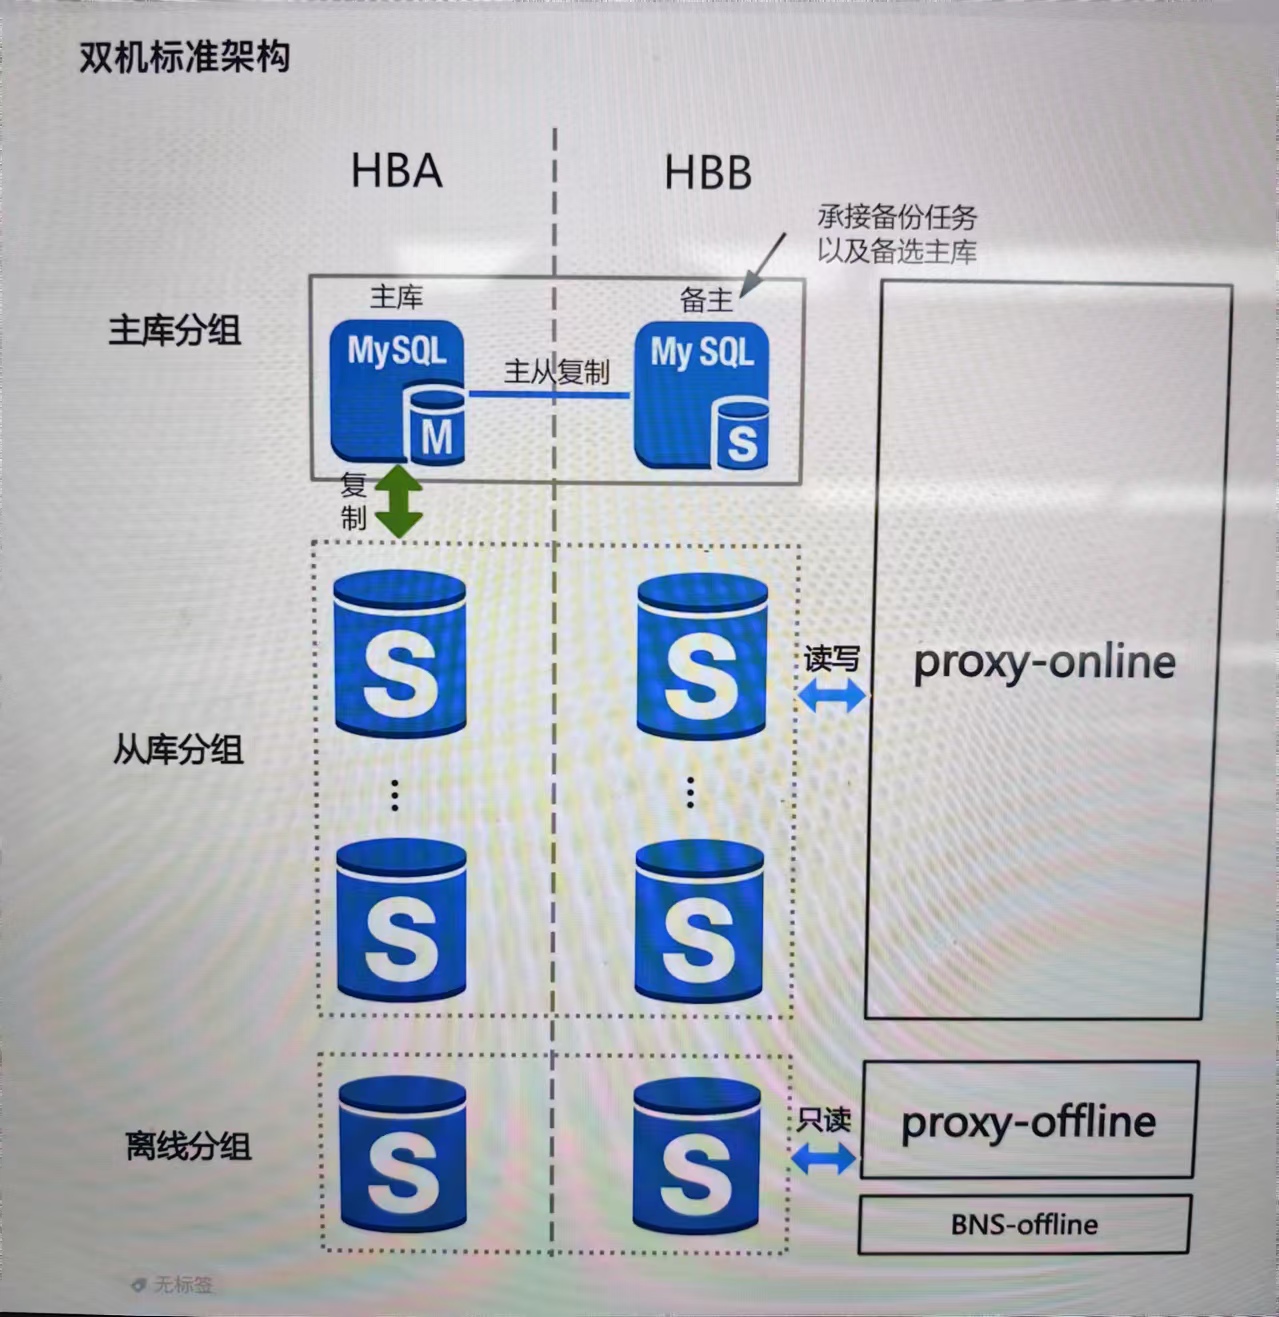 双机标准架构
HBA
HBB
承接备份任务
以及备选主库
主库分组
主库
备主
MySQL
M
主从复制
My SQL
S
复
制
从库分组
S
S
⋮
⋮
S
S
读写
proxy-online
离线分组
S
S
只读
proxy-offline
BNS-offline
无标签